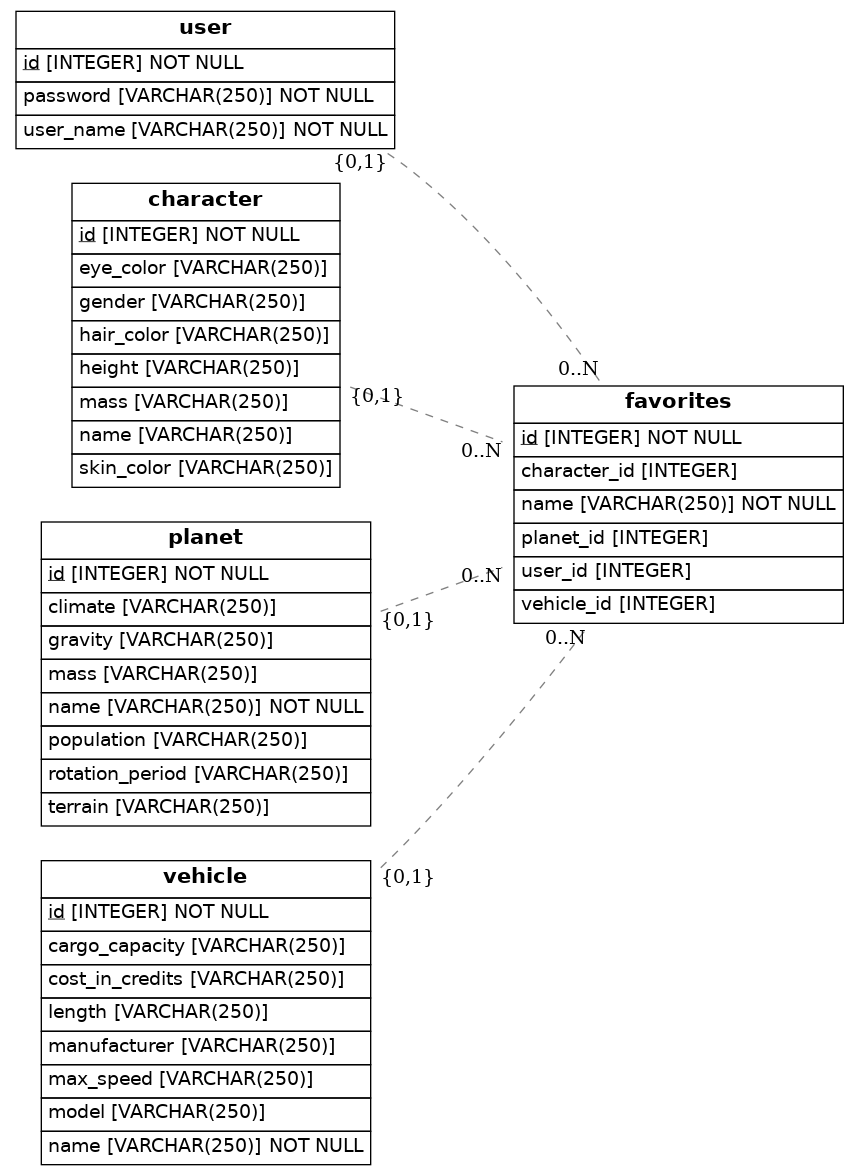 user
id [INTEGER] NOT NULL
password [VARCHAR(250)] NOT NULL
user_name [VARCHAR(250)] NOT NULL
{0,1}
character
id [INTEGER] NOT NULL
eye_color [VARCHAR(250)]
gender [VARCHAR(250)]
hair_color [VARCHAR(250)]
height [VARCHAR(250)]
mass [VARCHAR(250)]
name [VARCHAR(250)]
skin_color [VARCHAR(250)]
{0,1}
planet
id [INTEGER] NOT NULL
climate [VARCHAR(250)]
gravity [VARCHAR(250)]
mass [VARCHAR(250)]
name [VARCHAR(250)] NOT NULL
population [VARCHAR(250)]
rotation_period [VARCHAR(250)]
terrain [VARCHAR(250)]
{0,1}
vehicle
id [INTEGER] NOT NULL
cargo_capacity [VARCHAR(250)]
cost_in_credits [VARCHAR(250)]
length [VARCHAR(250)]
manufacturer [VARCHAR(250)]
max_speed [VARCHAR(250)]
model [VARCHAR(250)]
name [VARCHAR(250)] NOT NULL
{0,1}
0..N
favorites
id [INTEGER] NOT NULL
character_id [INTEGER]
name [VARCHAR(250)] NOT NULL
planet_id [INTEGER]
user_id [INTEGER]
vehicle_id [INTEGER]
0..N
0..N
0..N